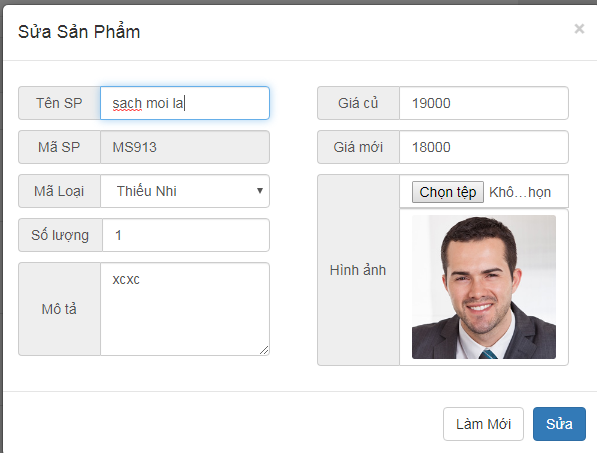 Sửa Sản Phẩm ×
Tên SP sach moi la
Mã SP MS913
Mã Loại Thiếu Nhi
Số lượng 1
Mô tả xcxc
Giá củ 19000
Giá mới 18000
Hình ảnh Chọn tệp Khô…họn
Làm Mới Sửa